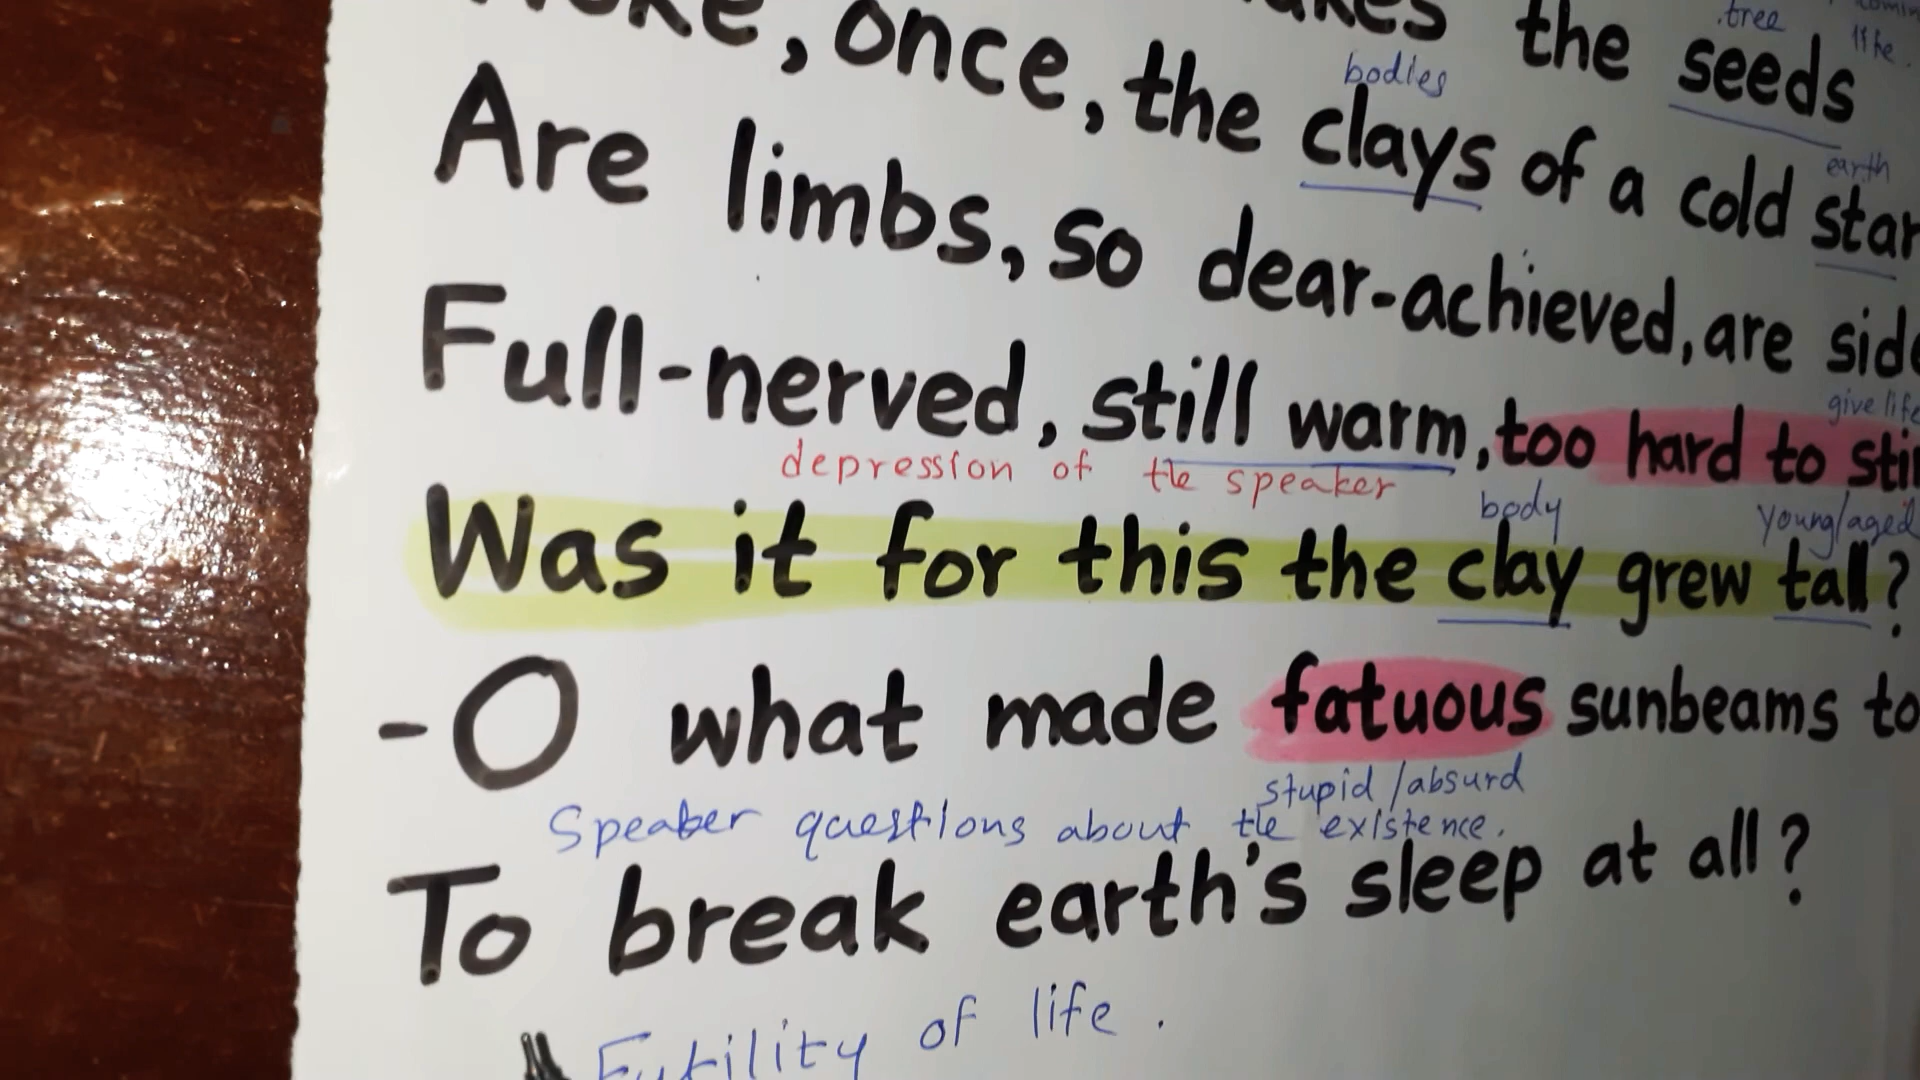 tree
life.
the seeds
bodies
, once, the clays of a cold star
earth
Are limbs, so dear-achieved, are
Full-nerved, still warm, too hard to
give life
depression of the speaker
body
young/aged
Was it for this the clay grew tall?
-O what made fatuous sunbeams to
stupid/absurd
Speaker questions about the existence.
To break earth's sleep at all?
Futility of life.